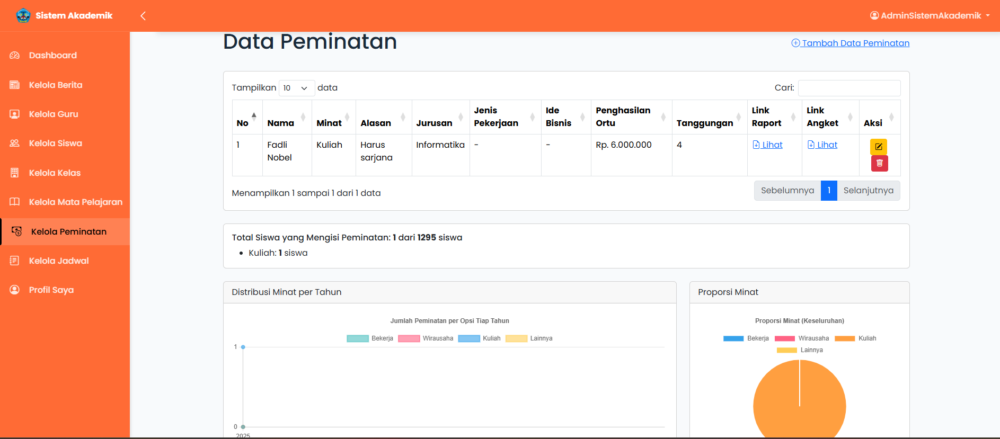 Sistem Akademik
AdminSistemAkademik
Dashboard
Kelola Berita
Kelola Guru
Kelola Siswa
Kelola Kelas
Kelola Mata Pelajaran
Kelola Peminatan
Kelola Jadwal
Profil Saya
Data Peminatan
Tambah Data Peminatan
Tampilkan 10 data
Cari:
No Nama Minat Alasan Jurusan Jenis Pekerjaan Ide Bisnis Penghasilan Ortu Tanggungan Link Raport Link Angket Aksi
1 Fadli Nobel Kuliah Harus sarjana Informatika - - Rp. 6.000.000 4 Lihat Lihat
Menampilkan 1 sampai 1 dari 1 data
Sebelumnya 1 Selanjutnya
Total Siswa yang Mengisi Peminatan: 1 dari 1295 siswa
• Kuliah: 1 siswa
Distribusi Minat per Tahun
Jumlah Peminatan per Opsi Tiap Tahun
Bekerja Wirausaha Kuliah Lainnya
1
0
2025
Proporsi Minat
Proporsi Minat (Keseluruhan)
Bekerja Wirausaha Kuliah
Lainnya